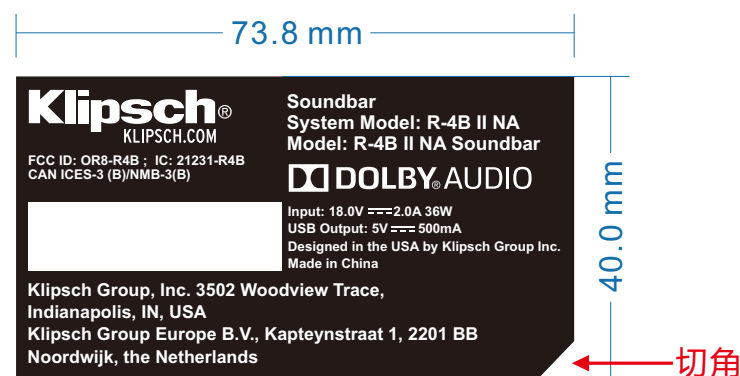 73.8 mm
Klipsch®
KLIPSCH.COM
FCC ID: OR8-R4B ; IC: 21231-R4B
CAN ICES-3 (B)/NMB-3(B)
Soundbar
System Model: R-4B II NA
Model: R-4B II NA Soundbar
DOLBY® AUDIO
Input: 18.0V ⎓2.0A 36W
USB Output: 5V ⎓ 500mA
Designed in the USA by Klipsch Group Inc.
Made in China
Klipsch Group, Inc. 3502 Woodview Trace,
Indianapolis, IN, USA
Klipsch Group Europe B.V., Kapteynstraat 1, 2201 BB
Noordwijk, the Netherlands
40.0 mm
切角